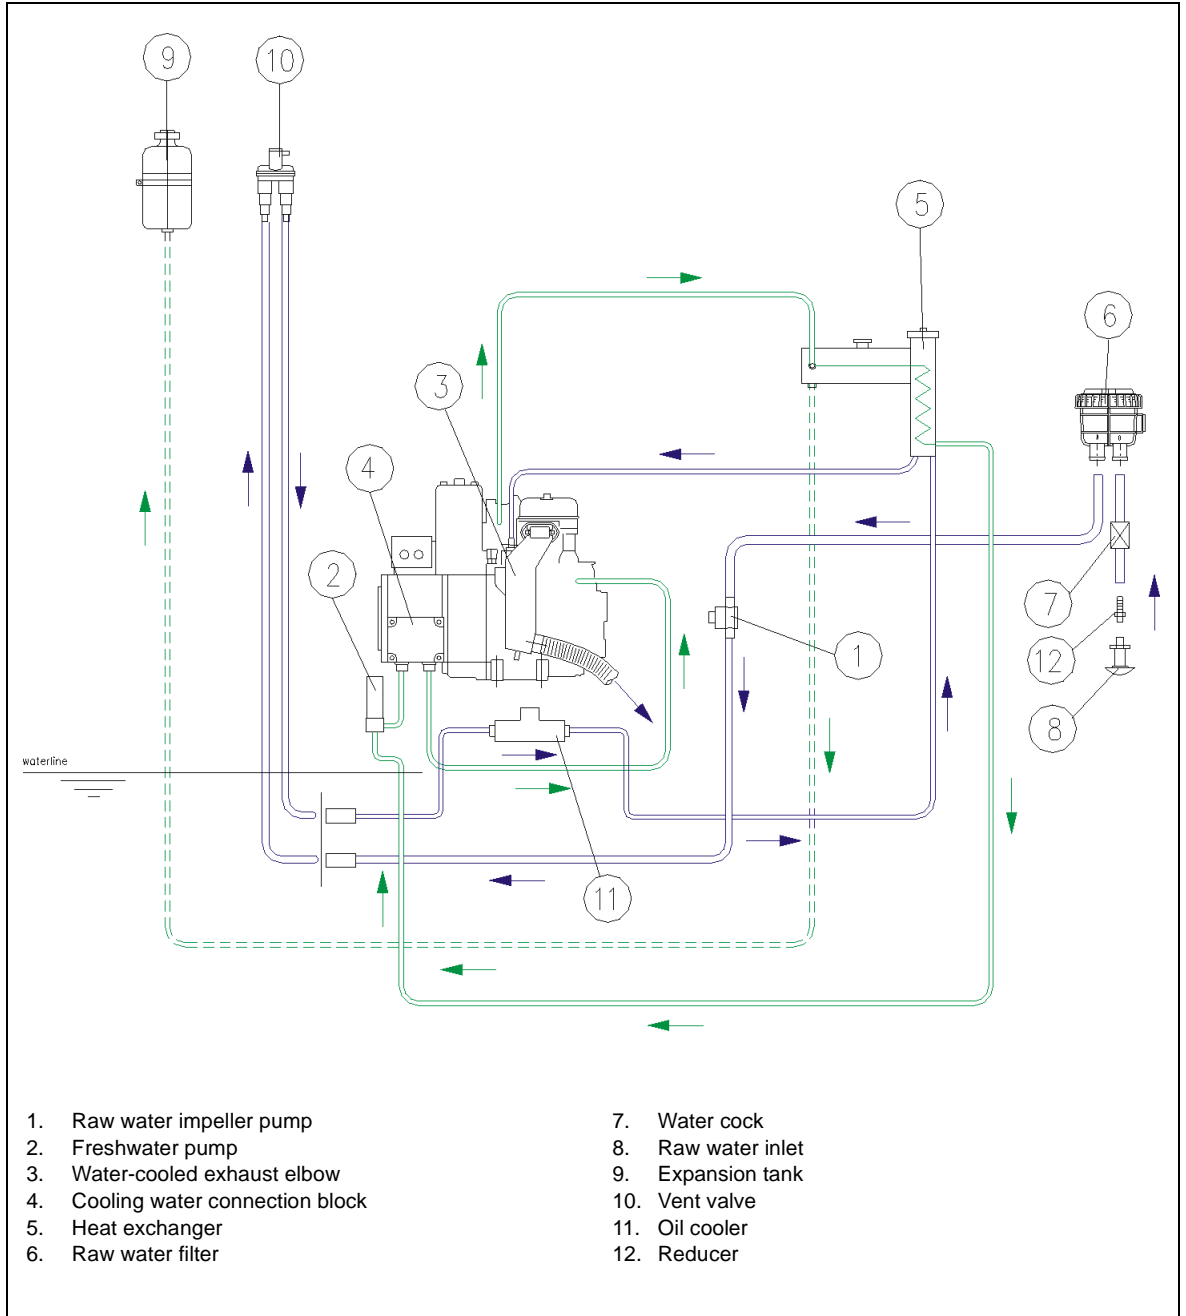 9
10
5
6
3
4
2
7
1
12
8
waterline
11
1. Raw water impeller pump
2. Freshwater pump
3. Water-cooled exhaust elbow
4. Cooling water connection block
5. Heat exchanger
6. Raw water filter
7. Water cock
8. Raw water inlet
9. Expansion tank
10. Vent valve
11. Oil cooler
12. Reducer